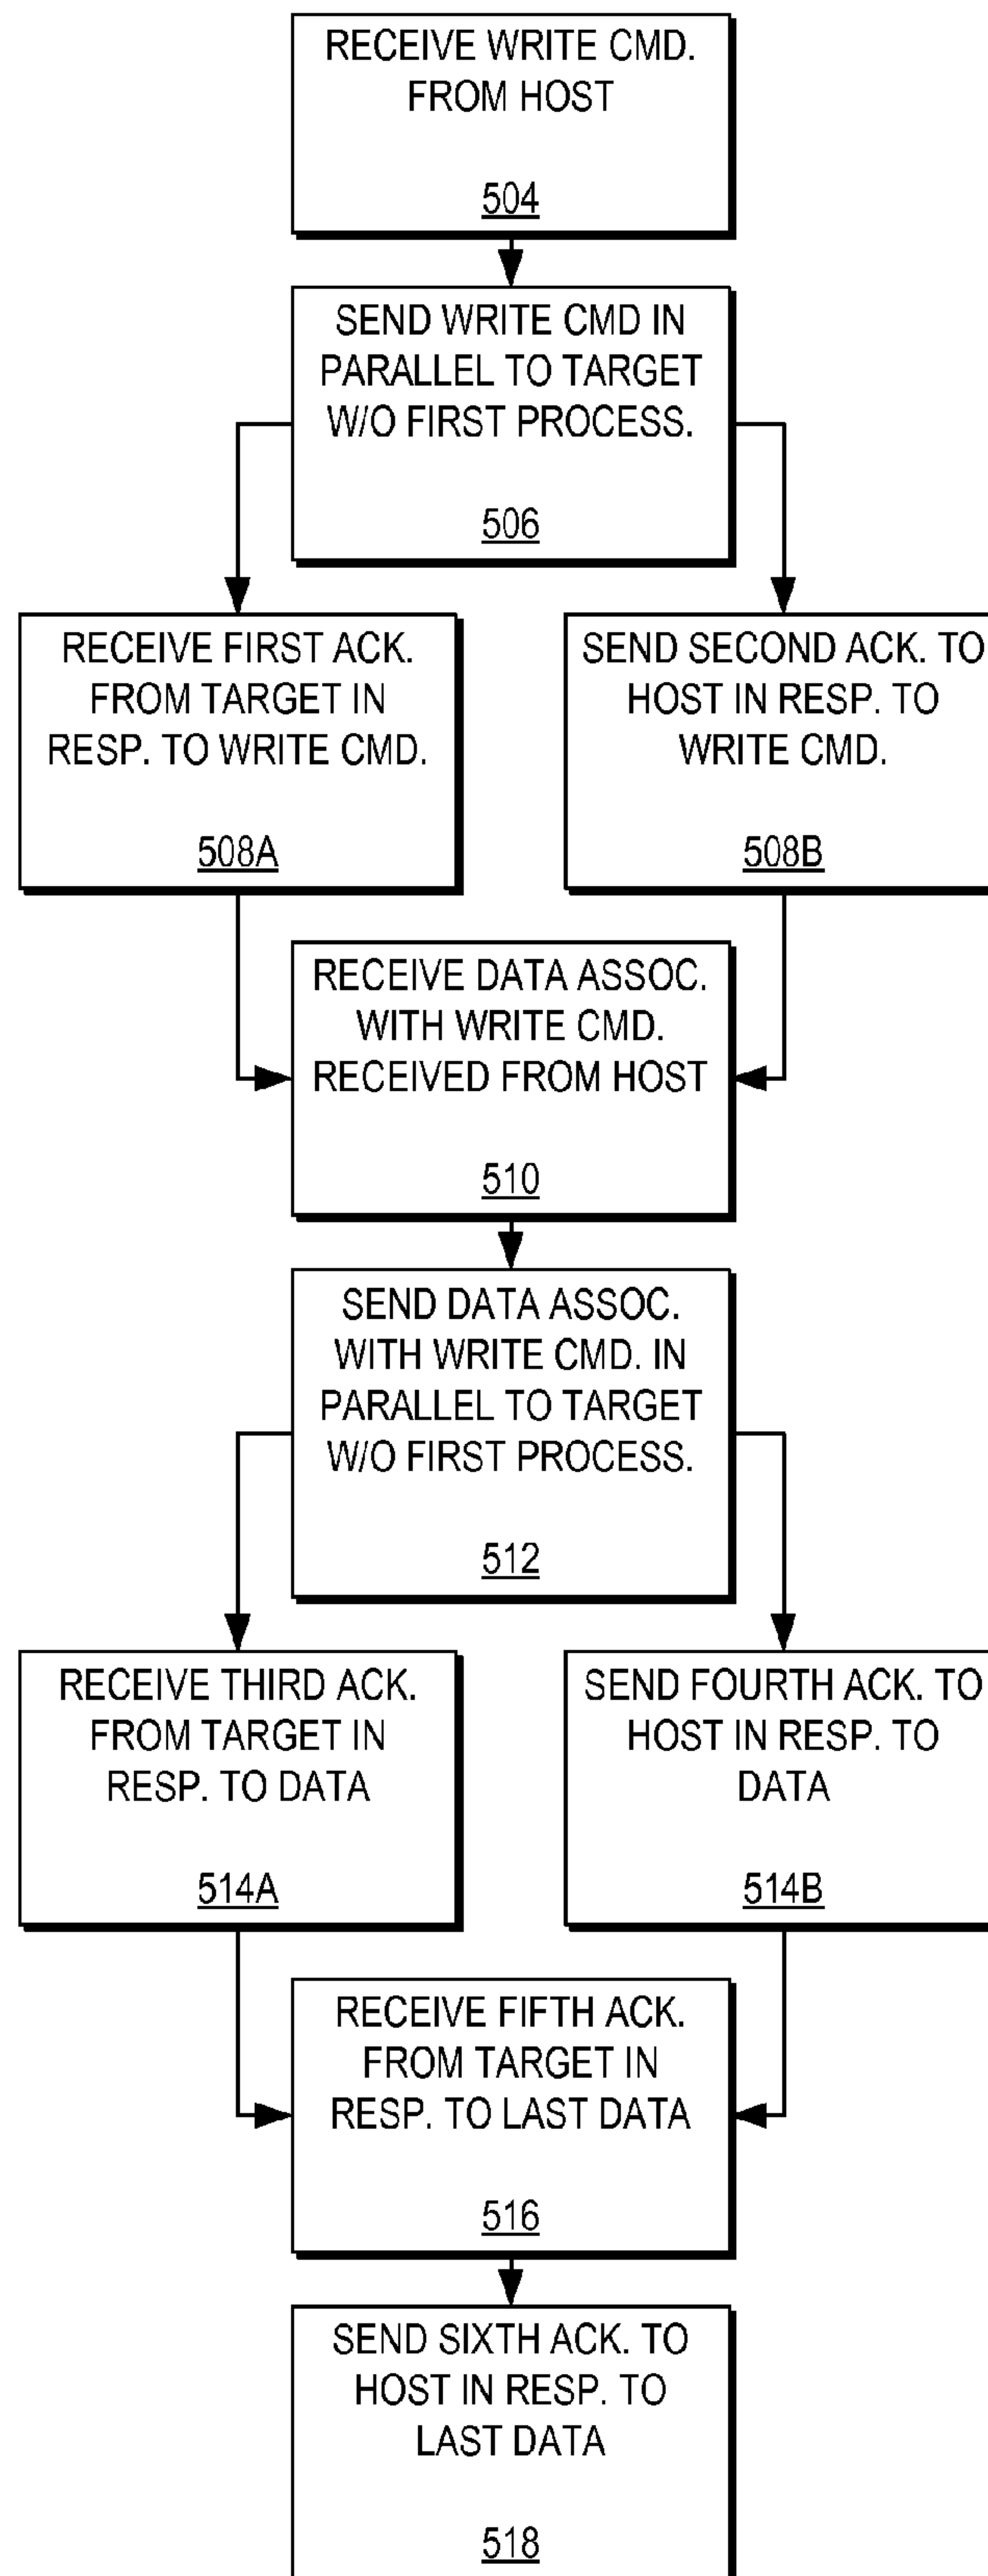 RECEIVE WRITE CMD.
FROM HOST
504
SEND WRITE CMD IN
PARALLEL TO TARGET
W/O FIRST PROCESS.
506
RECEIVE FIRST ACK.
FROM TARGET IN
RESP. TO WRITE CMD.
508A
SEND SECOND ACK. TO
HOST IN RESP. TO
WRITE CMD.
508B
RECEIVE DATA ASSOC.
WITH WRITE CMD.
RECEIVED FROM HOST
510
SEND DATA ASSOC.
WITH WRITE CMD. IN
PARALLEL TO TARGET
W/O FIRST PROCESS.
512
RECEIVE THIRD ACK.
FROM TARGET IN
RESP. TO DATA
514A
SEND FOURTH ACK. TO
HOST IN RESP. TO
DATA
514B
RECEIVE FIFTH ACK.
FROM TARGET IN
RESP. TO LAST DATA
516
SEND SIXTH ACK. TO
HOST IN RESP. TO
LAST DATA
518